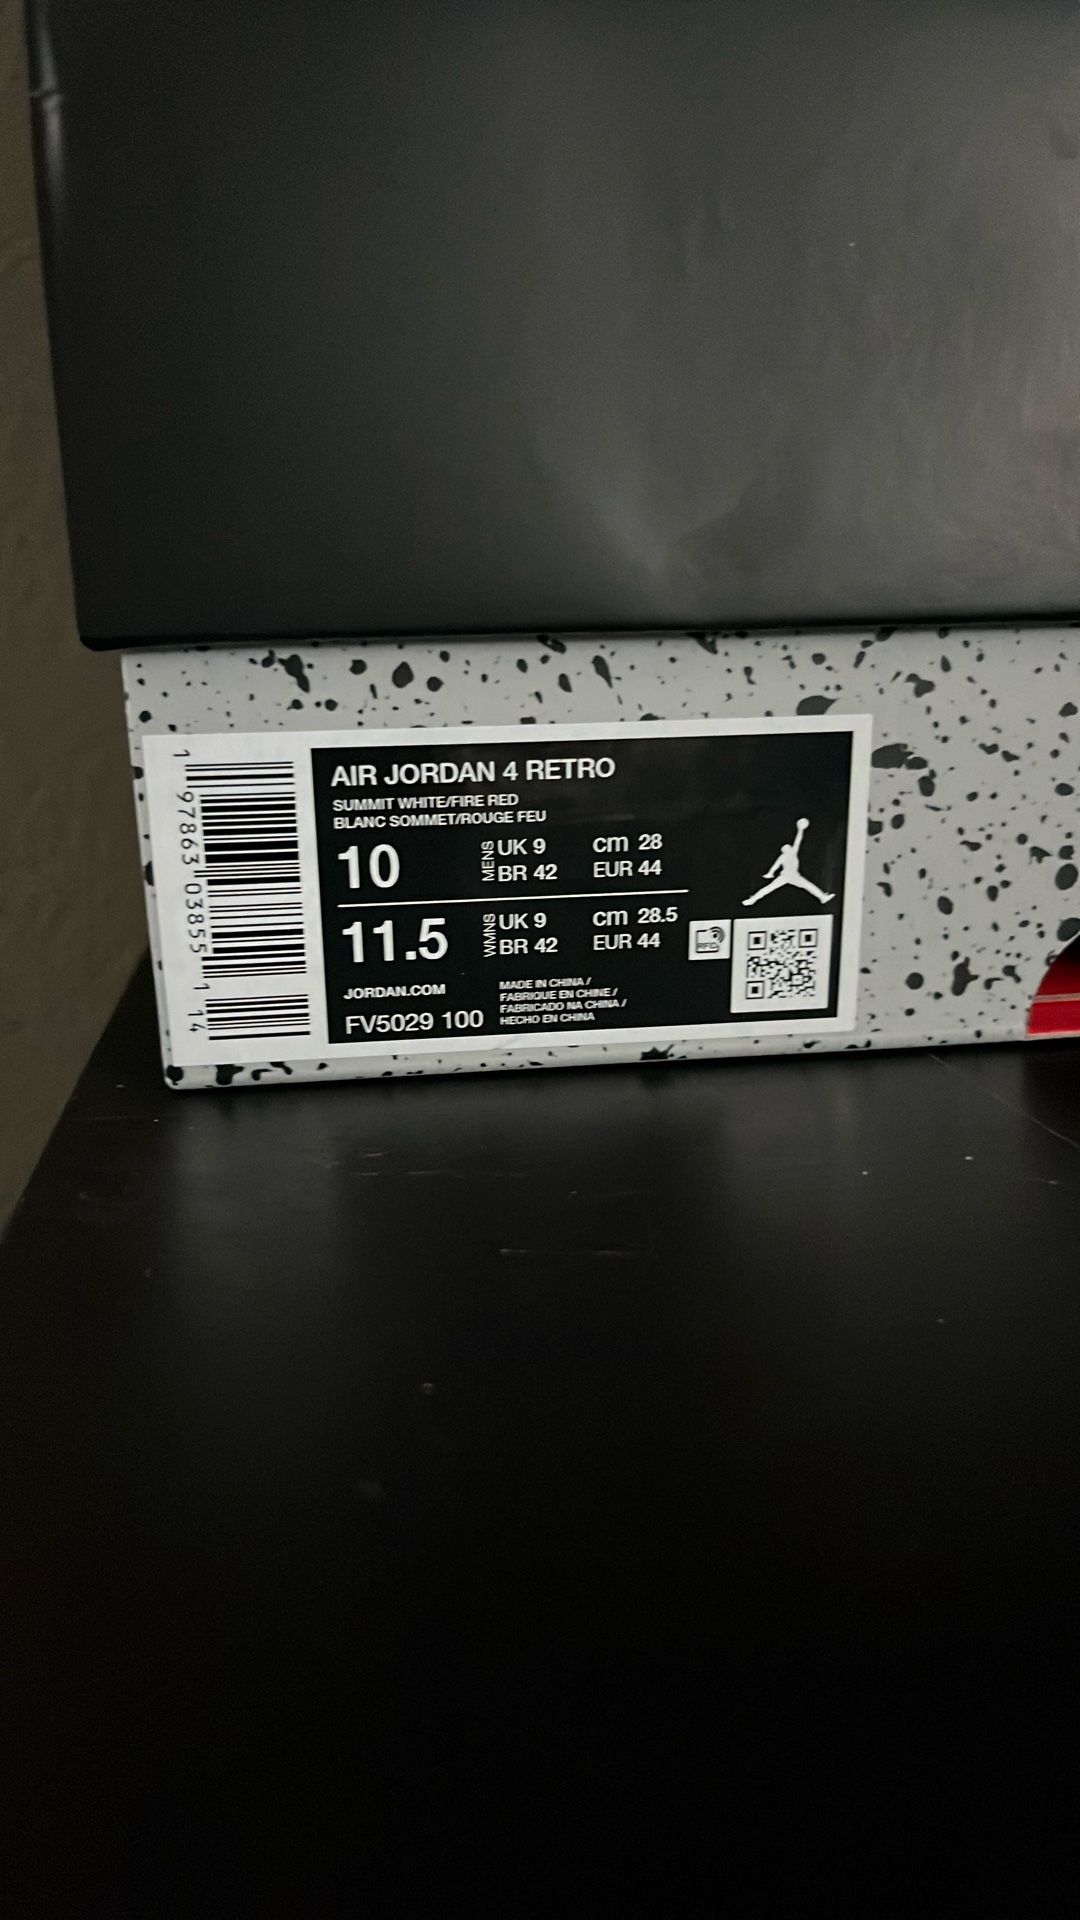 AIR JORDAN 4 RETRO
SUMMIT WHITE/FIRE RED
BLANC SOMMET/ROUGE FEU
10 MENS UK 9 cm 28
BR 42 EUR 44
11.5 WMNS UK 9 cm 28.5
BR 42 EUR 44
RFID
JORDAN.COM
FV5029 100
MADE IN CHINA /
FABRIQUE EN CHINE /
FABRICADO NA CHINA /
HECHO EN CHINA
1 97863 03855 1 14